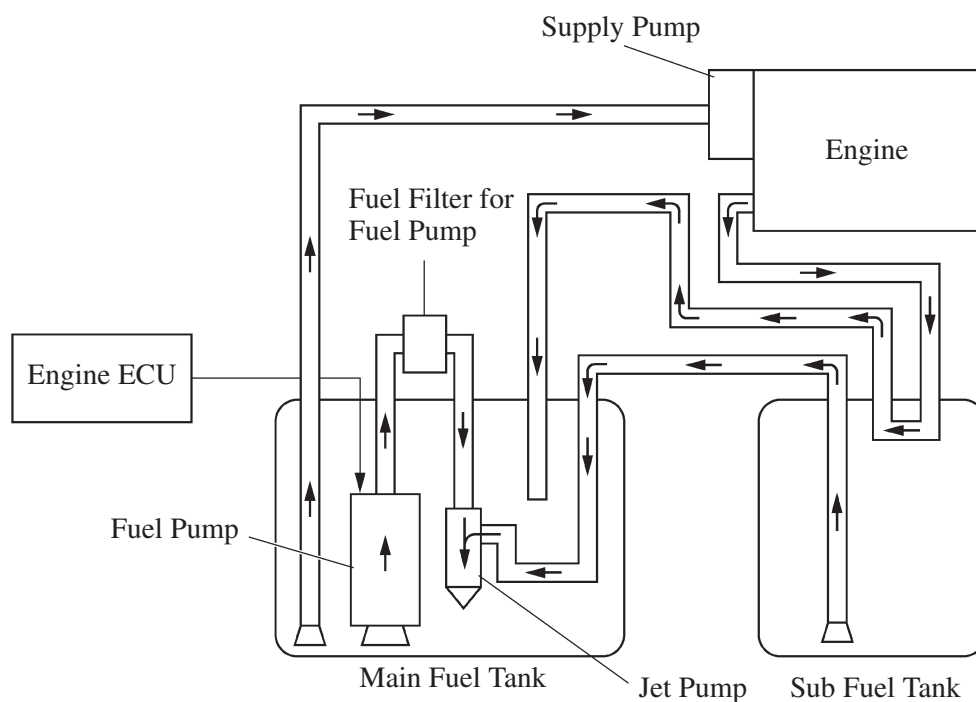 Supply Pump
Engine
Fuel Filter for
Fuel Pump
Engine ECU
Fuel Pump
Main Fuel Tank
Jet Pump
Sub Fuel Tank